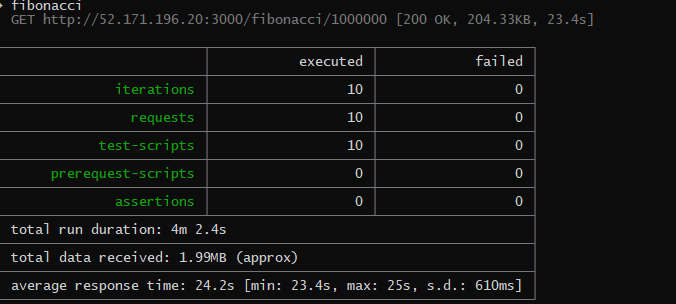 fibonacci
GET http://52.171.196.20:3000/fibonacci/1000000 [200 OK, 204.33KB, 23.4s]
executed failed
iterations 10 0
requests 10 0
test-scripts 10 0
prerequest-scripts 0 0
assertions 0 0
total run duration: 4m 2.4s
total data received: 1.99MB (approx)
average response time: 24.2s [min: 23.4s, max: 25s, s.d.: 610ms]